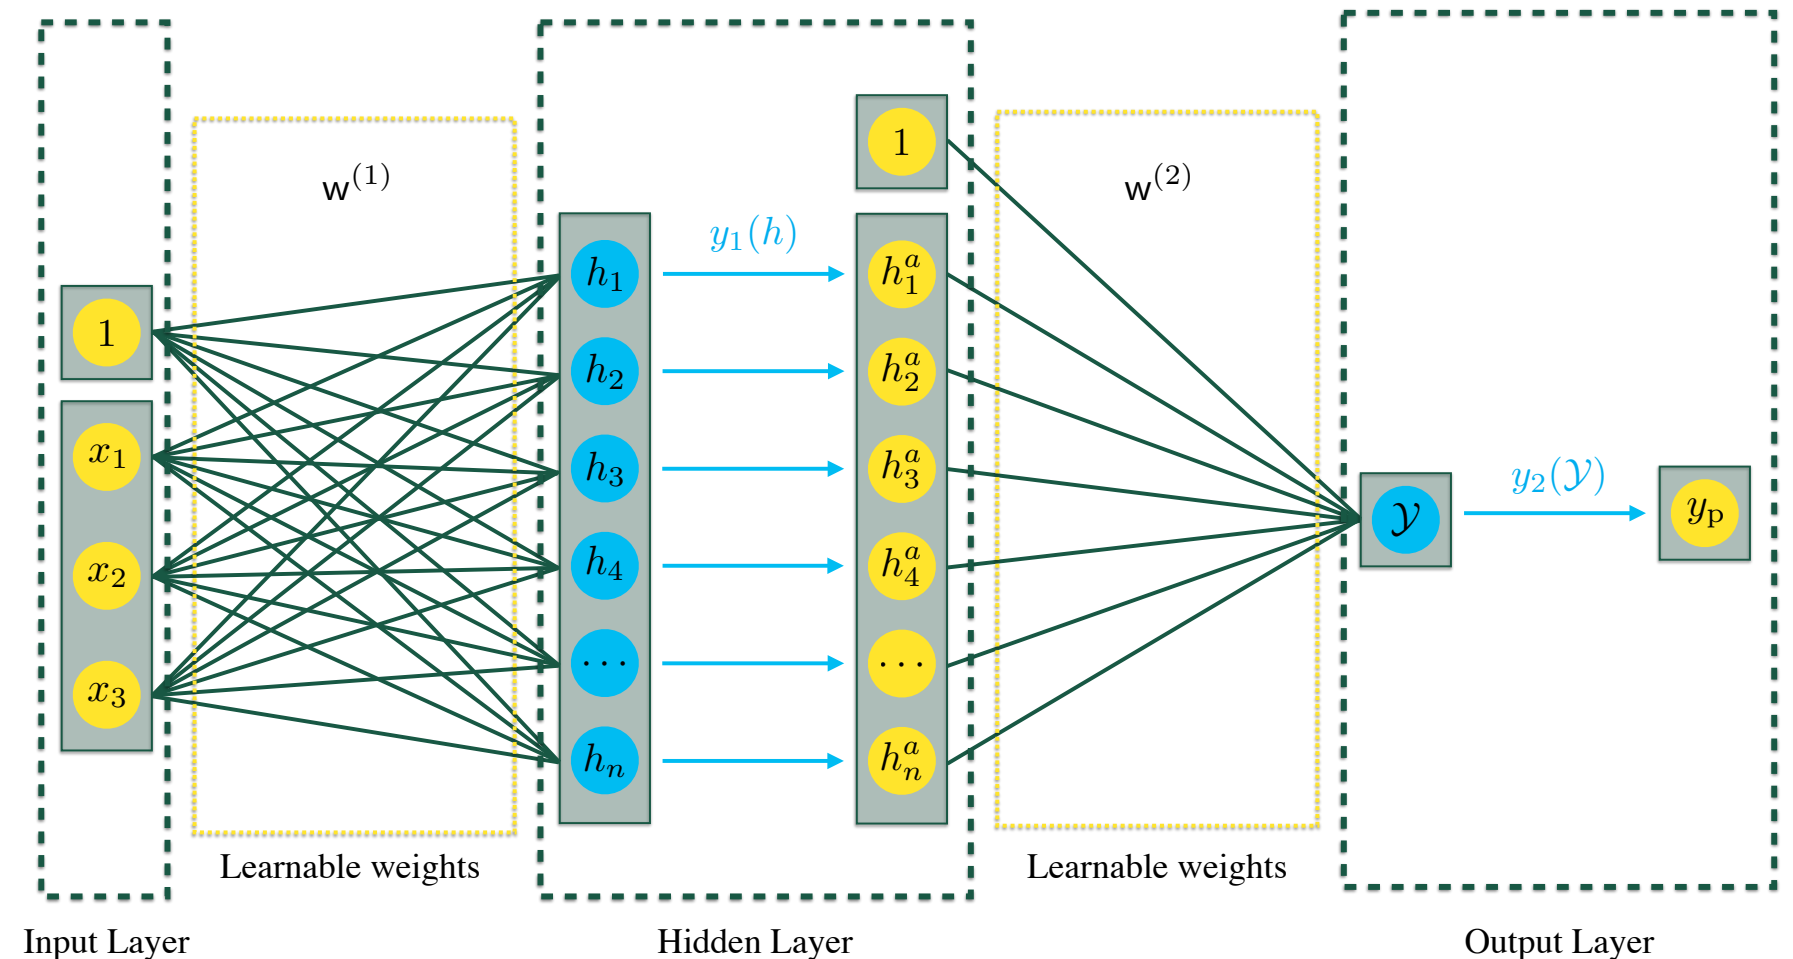 w^(1)
w^(2)
1
x_1
x_2
x_3
h_1
h_2
h_3
h_4
...
h_n
y_1(h)
1
h_1^a
h_2^a
h_3^a
h_4^a
...
h_n^a
𝒴
y_2(𝒴)
y_p
Learnable weights
Learnable weights
Input Layer
Hidden Layer
Output Layer